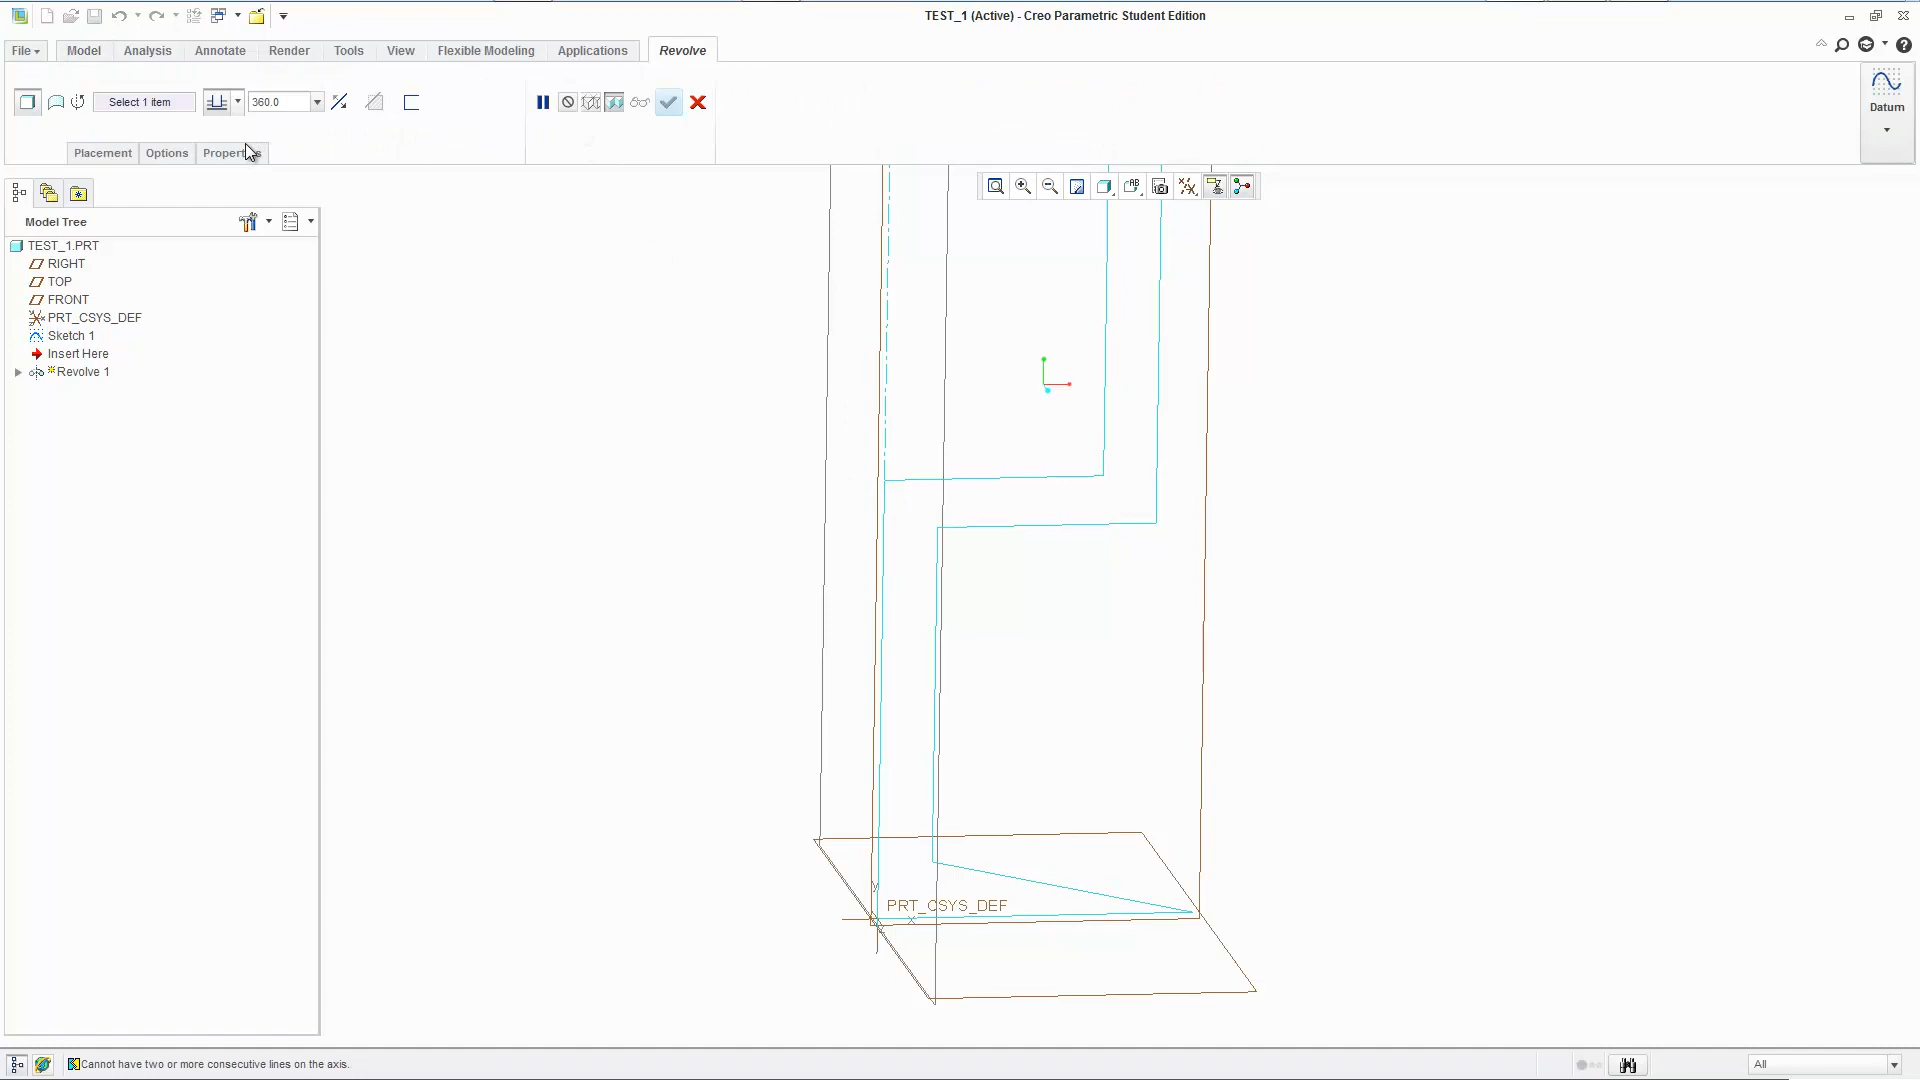 TEST_1 (Active) - Creo Parametric Student Edition
File Model Analysis Annotate Render Tools View Flexible Modeling Applications Revolve
Select 1 item 360.0
Datum
Placement Options Properties
Model Tree
TEST_1.PRT
RIGHT
TOP
FRONT
PRT_CSYS_DEF
Sketch 1
Insert Here
Revolve 1
Y
PRT_CSYS_DEF
X
Cannot have two or more consecutive lines on the axis.
All